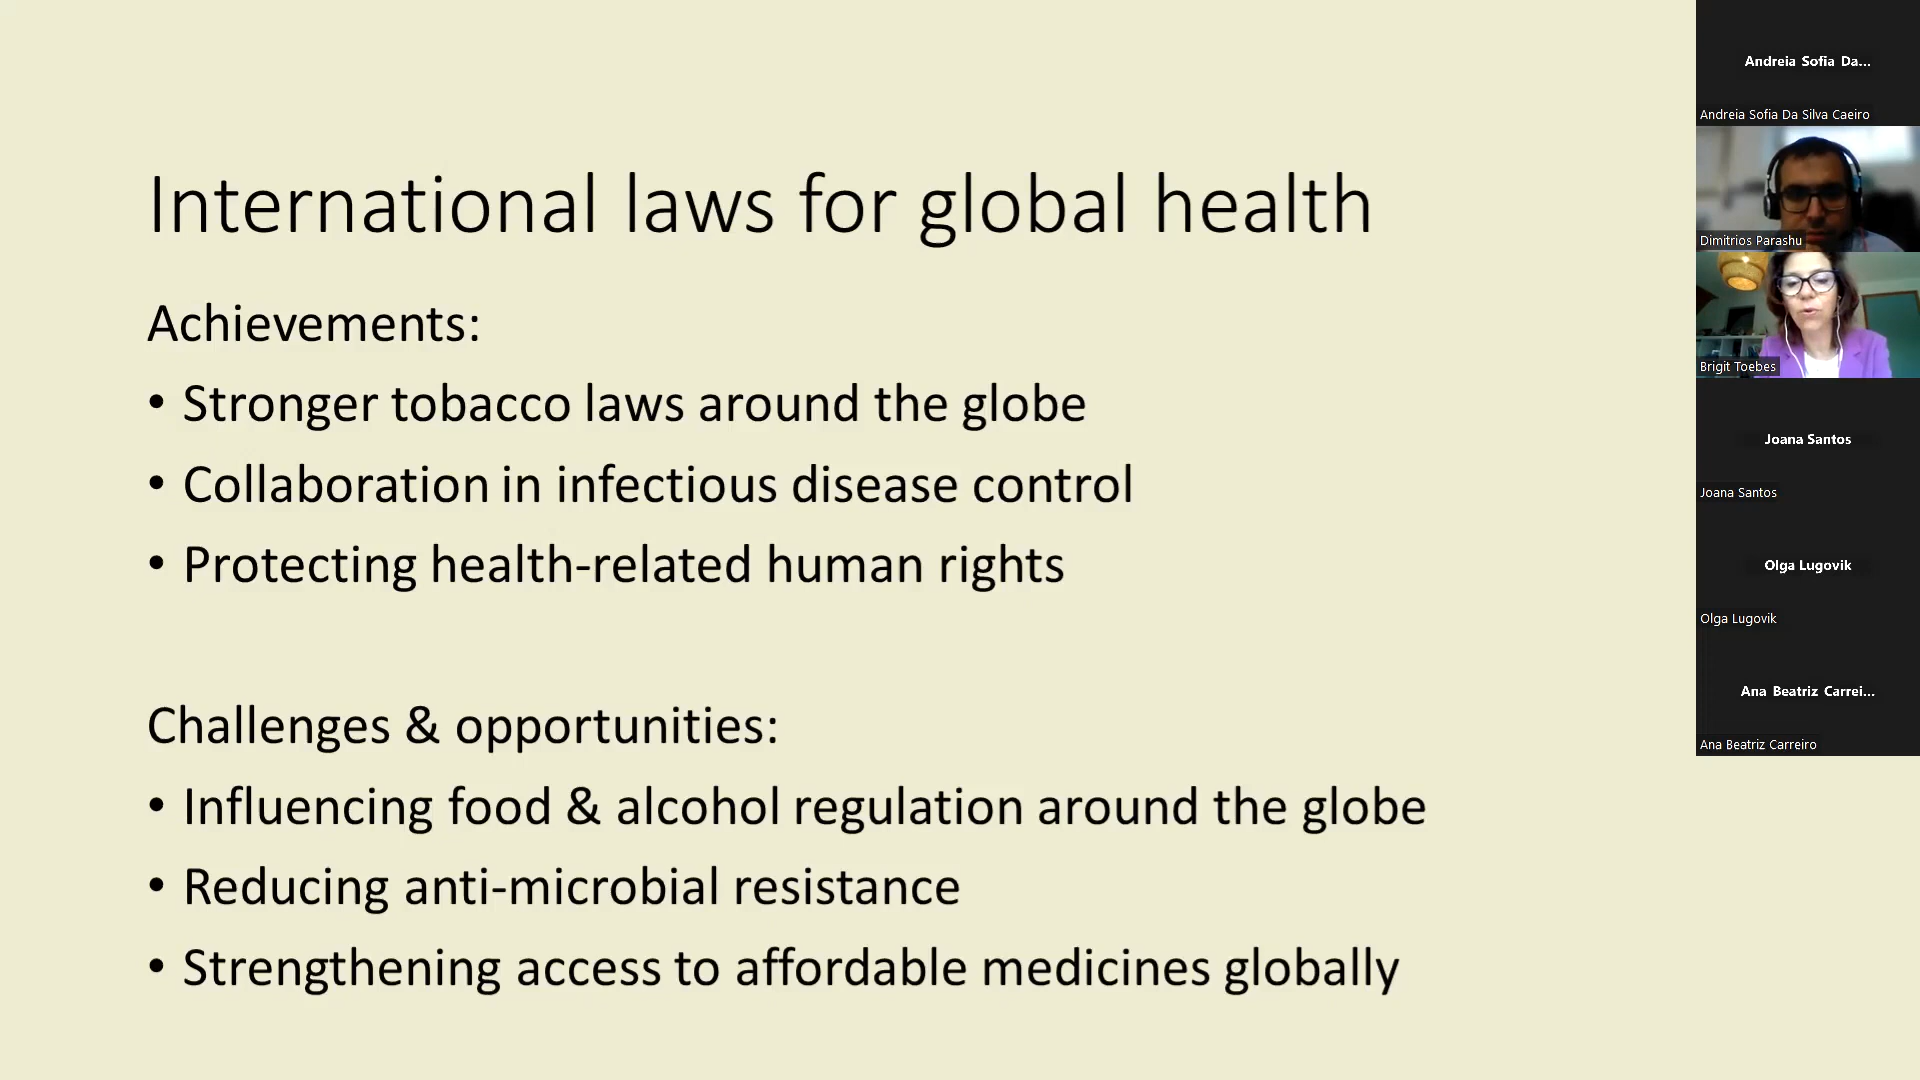 International laws for global health
Achievements:
• Stronger tobacco laws around the globe
• Collaboration in infectious disease control
• Protecting health-related human rights
Challenges & opportunities:
• Influencing food & alcohol regulation around the globe
• Reducing anti-microbial resistance
• Strengthening access to affordable medicines globally
Andreia Sofia Da...
Andreia Sofia Da Silva Caeiro
Dimitrios Parashu
Brigit Toebes
Joana Santos
Joana Santos
Olga Lugovik
Olga Lugovik
Ana Beatriz Carrei...
Ana Beatriz Carreiro